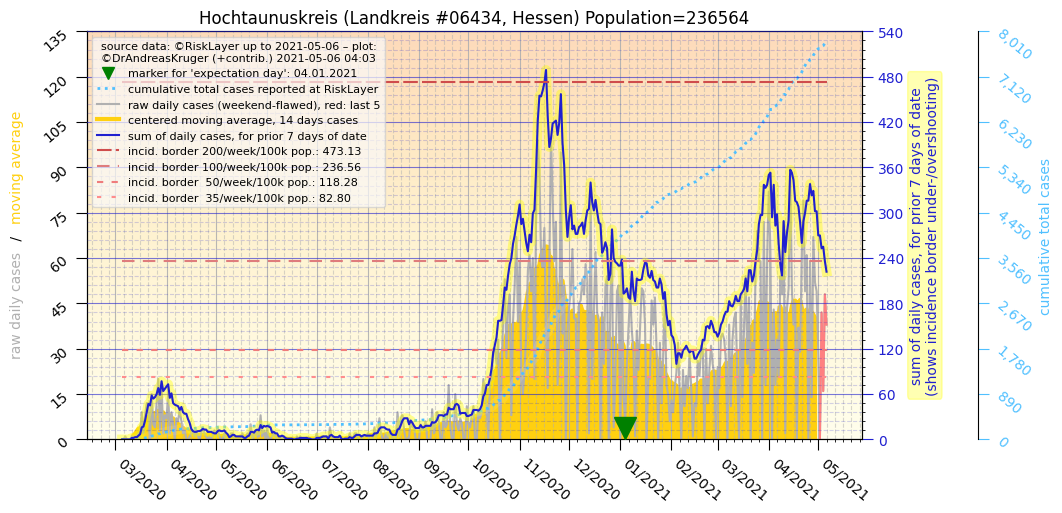 Hochtaunuskreis (Landkreis #06434, Hessen) Population=236564
source data: ©RiskLayer up to 2021-05-06 – plot:
©DrAndreasKruger (+contrib.) 2021-05-06 04:03
marker for 'expectation day': 04.01.2021
cumulative total cases reported at RiskLayer
raw daily cases (weekend-flawed), red: last 5
centered moving average, 14 days cases
sum of daily cases, for prior 7 days of date
incid. border 200/week/100k pop.: 473.13
incid. border 100/week/100k pop.: 236.56
incid. border  50/week/100k pop.: 118.28
incid. border  35/week/100k pop.: 82.80
raw daily cases / moving average
135
120
105
90
75
60
45
30
15
0
03/2020
04/2020
05/2020
06/2020
07/2020
08/2020
09/2020
10/2020
11/2020
12/2020
01/2021
02/2021
03/2021
04/2021
05/2021
540
480
420
360
300
240
180
120
60
0
sum of daily cases, for prior 7 days of date
(shows incidence border under-/overshooting)
8,010
7,120
6,230
5,340
4,450
3,560
2,670
1,780
890
0
cumulative total cases